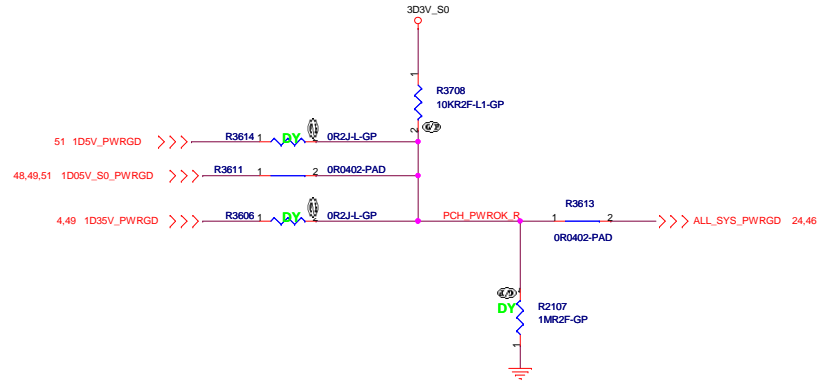 3D3V_S0
1
R3708
10KR2F-L1-GP
2
51 1D5V_PWRGD R3614 1 DY 0R2J-L-GP
48,49,51 1D05V_S0_PWRGD R3611 1 2 0R0402-PAD
4,49 1D35V_PWRGD R3606 1 DY 2 0R2J-L-GP
PCH_PWROK_R R3613 1 2 ALL_SYS_PWRGD 24,46
0R0402-PAD
DY R2107
1MR2F-GP
1